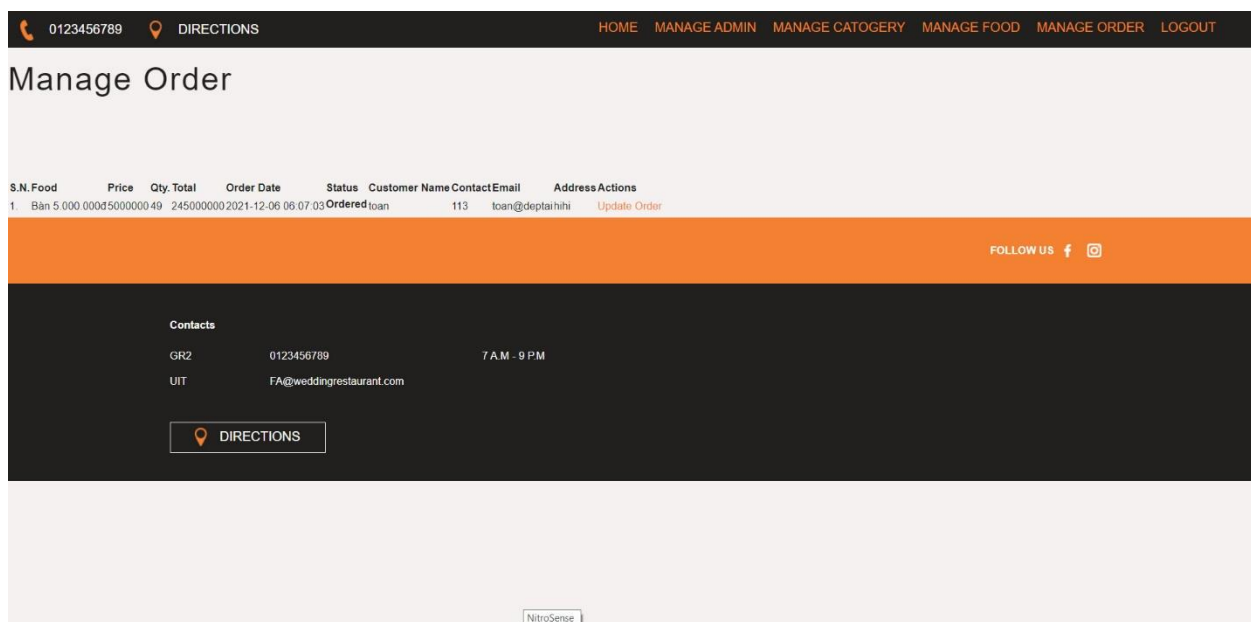 0123456789 DIRECTIONS HOME MANAGE ADMIN MANAGE CATOGERY MANAGE FOOD MANAGE ORDER LOGOUT
Manage Order
S.N. Food Price Qty. Total Order Date Status Customer Name Contact Email Address Actions
1. Bàn 5.000.000đ 5000000 49 245000000 2021-12-06 06:07:03 Ordered toan 113 toan@deptai hihi Update Order
FOLLOW US
Contacts
GR2 0123456789 7 A.M - 9 P.M
UIT FA@weddingrestaurant.com
DIRECTIONS
NitroSense